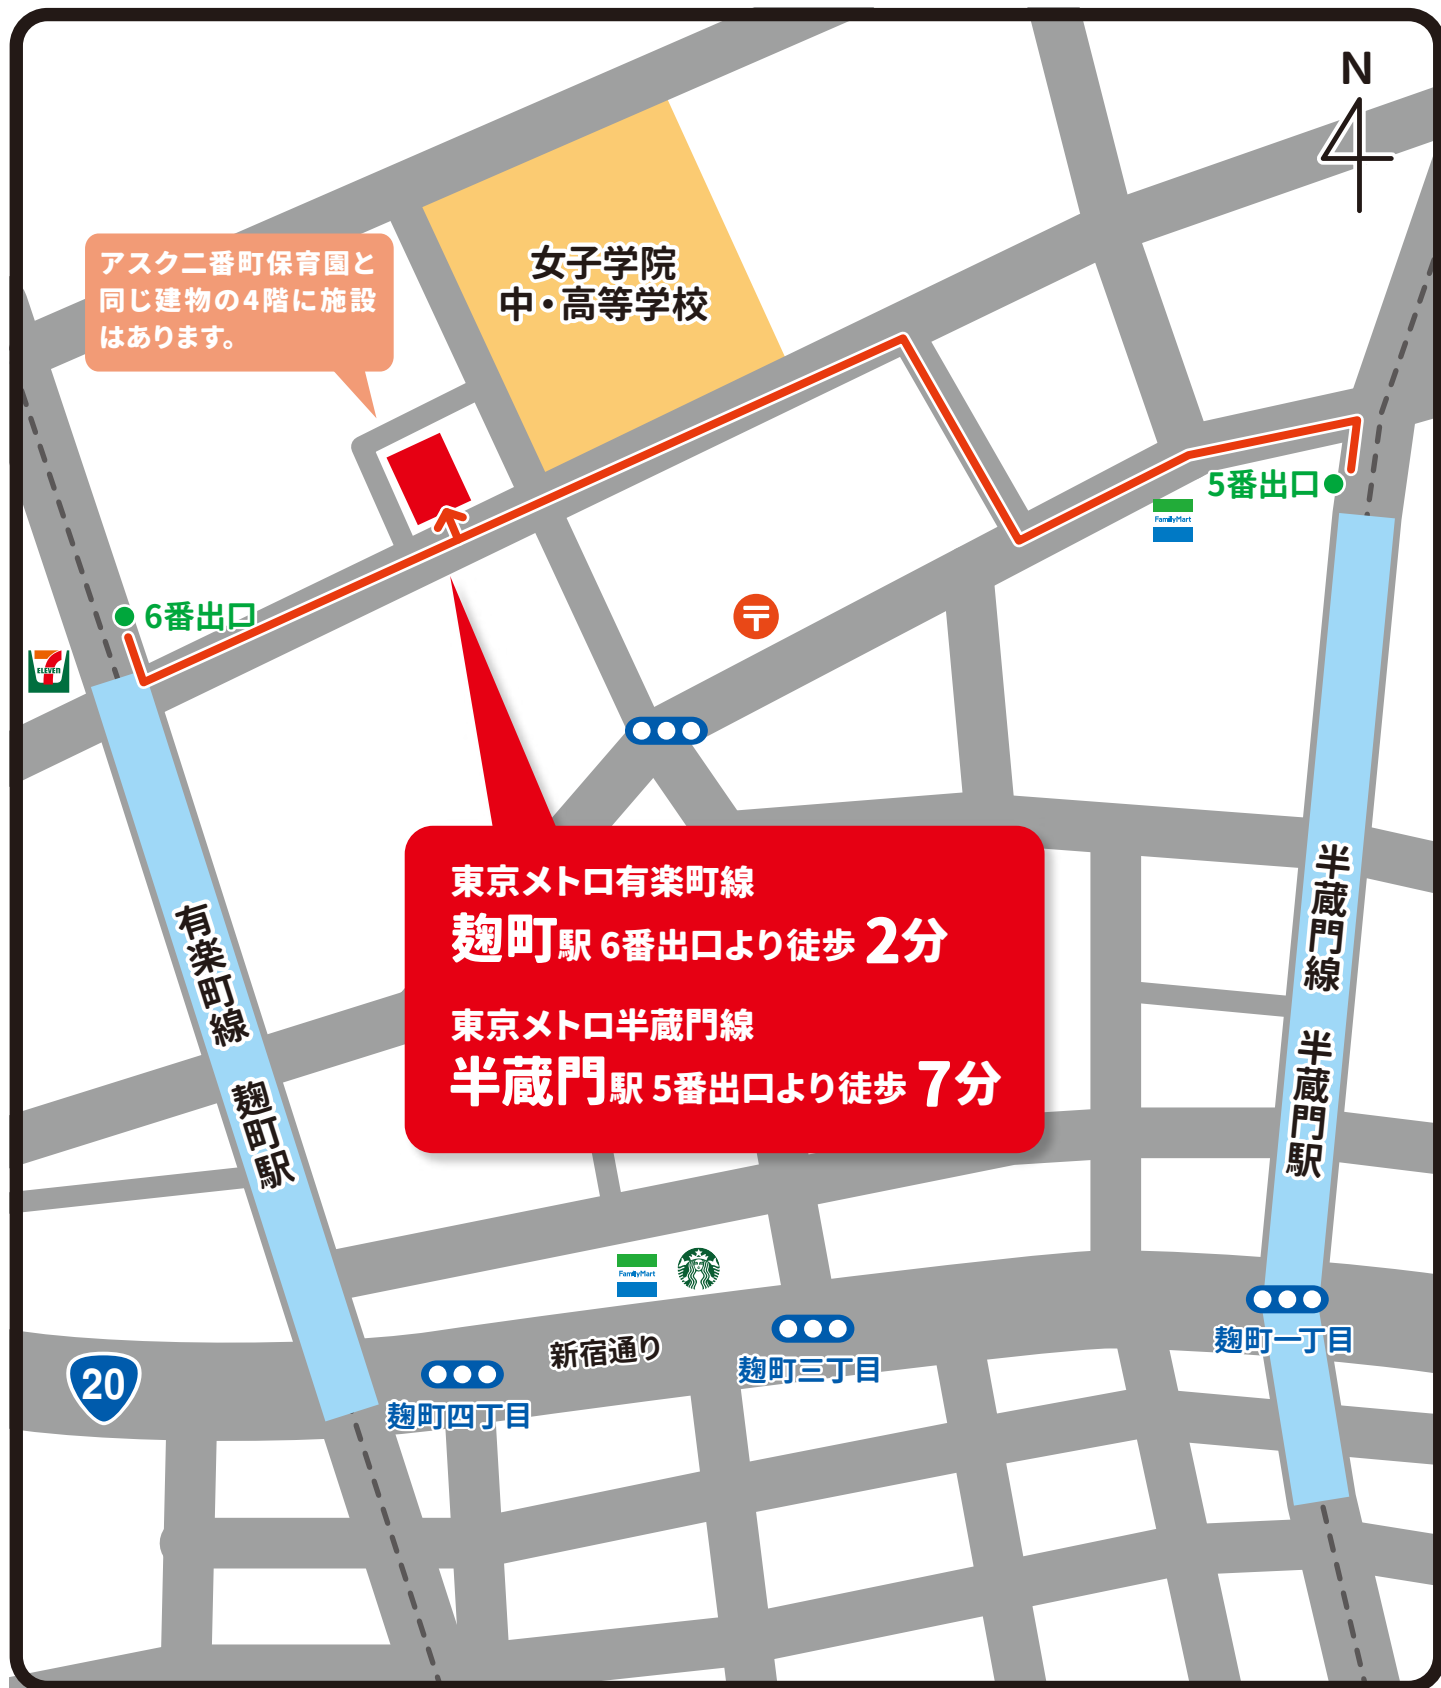 N
アスク二番町保育園と
同じ建物の4階に施設
はあります。
女子学院
中・高等学校
5番出口
FamilyMart
6番出口
7
ELEVEN
〒
東京メトロ有楽町線
麹町駅 6番出口より徒歩 2分
東京メトロ半蔵門線
半蔵門駅 5番出口より徒歩 7分
有楽町線 麹町駅
半蔵門線 半蔵門駅
FamilyMart
新宿通り
20
麹町四丁目
麹町三丁目
麹町一丁目